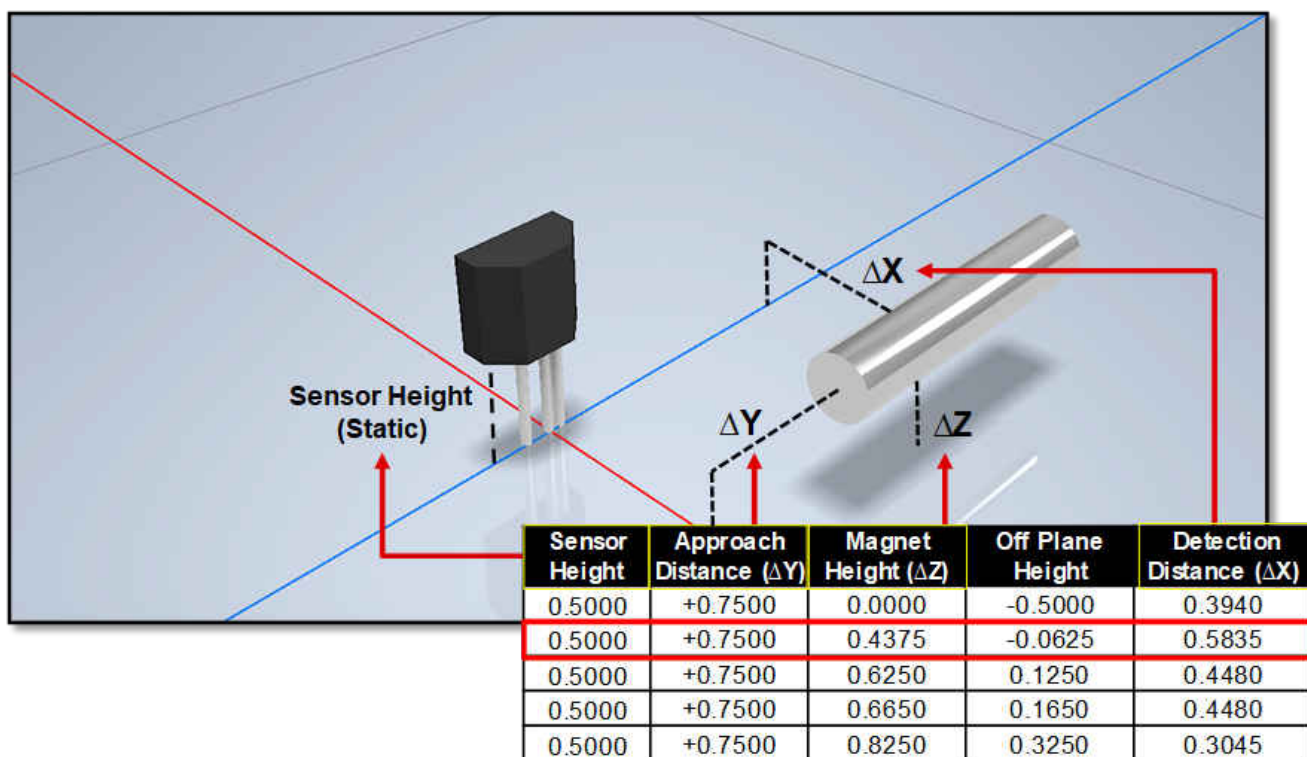 ΔX
Sensor Height
(Static)
ΔY
ΔZ
Sensor Height Approach Distance (ΔY) Magnet Height (ΔZ) Off Plane Height Detection Distance (ΔX)
0.5000 +0.7500 0.0000 -0.5000 0.3940
0.5000 +0.7500 0.4375 -0.0625 0.5835
0.5000 +0.7500 0.6250 0.1250 0.4480
0.5000 +0.7500 0.6650 0.1650 0.4480
0.5000 +0.7500 0.8250 0.3250 0.3045